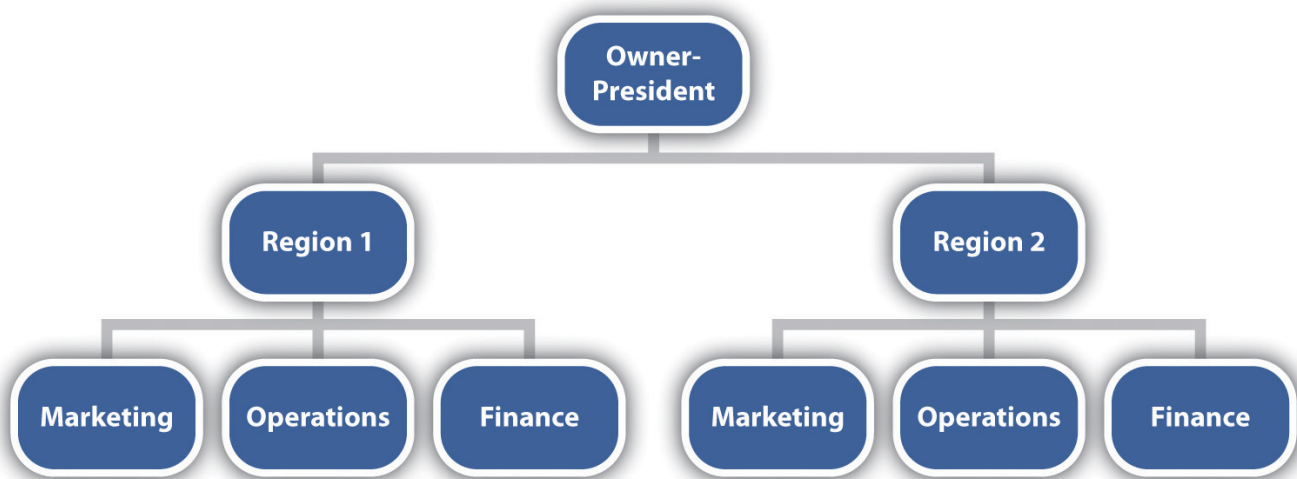 Owner-
President
Region 1
Region 2
Marketing
Operations
Finance
Marketing
Operations
Finance